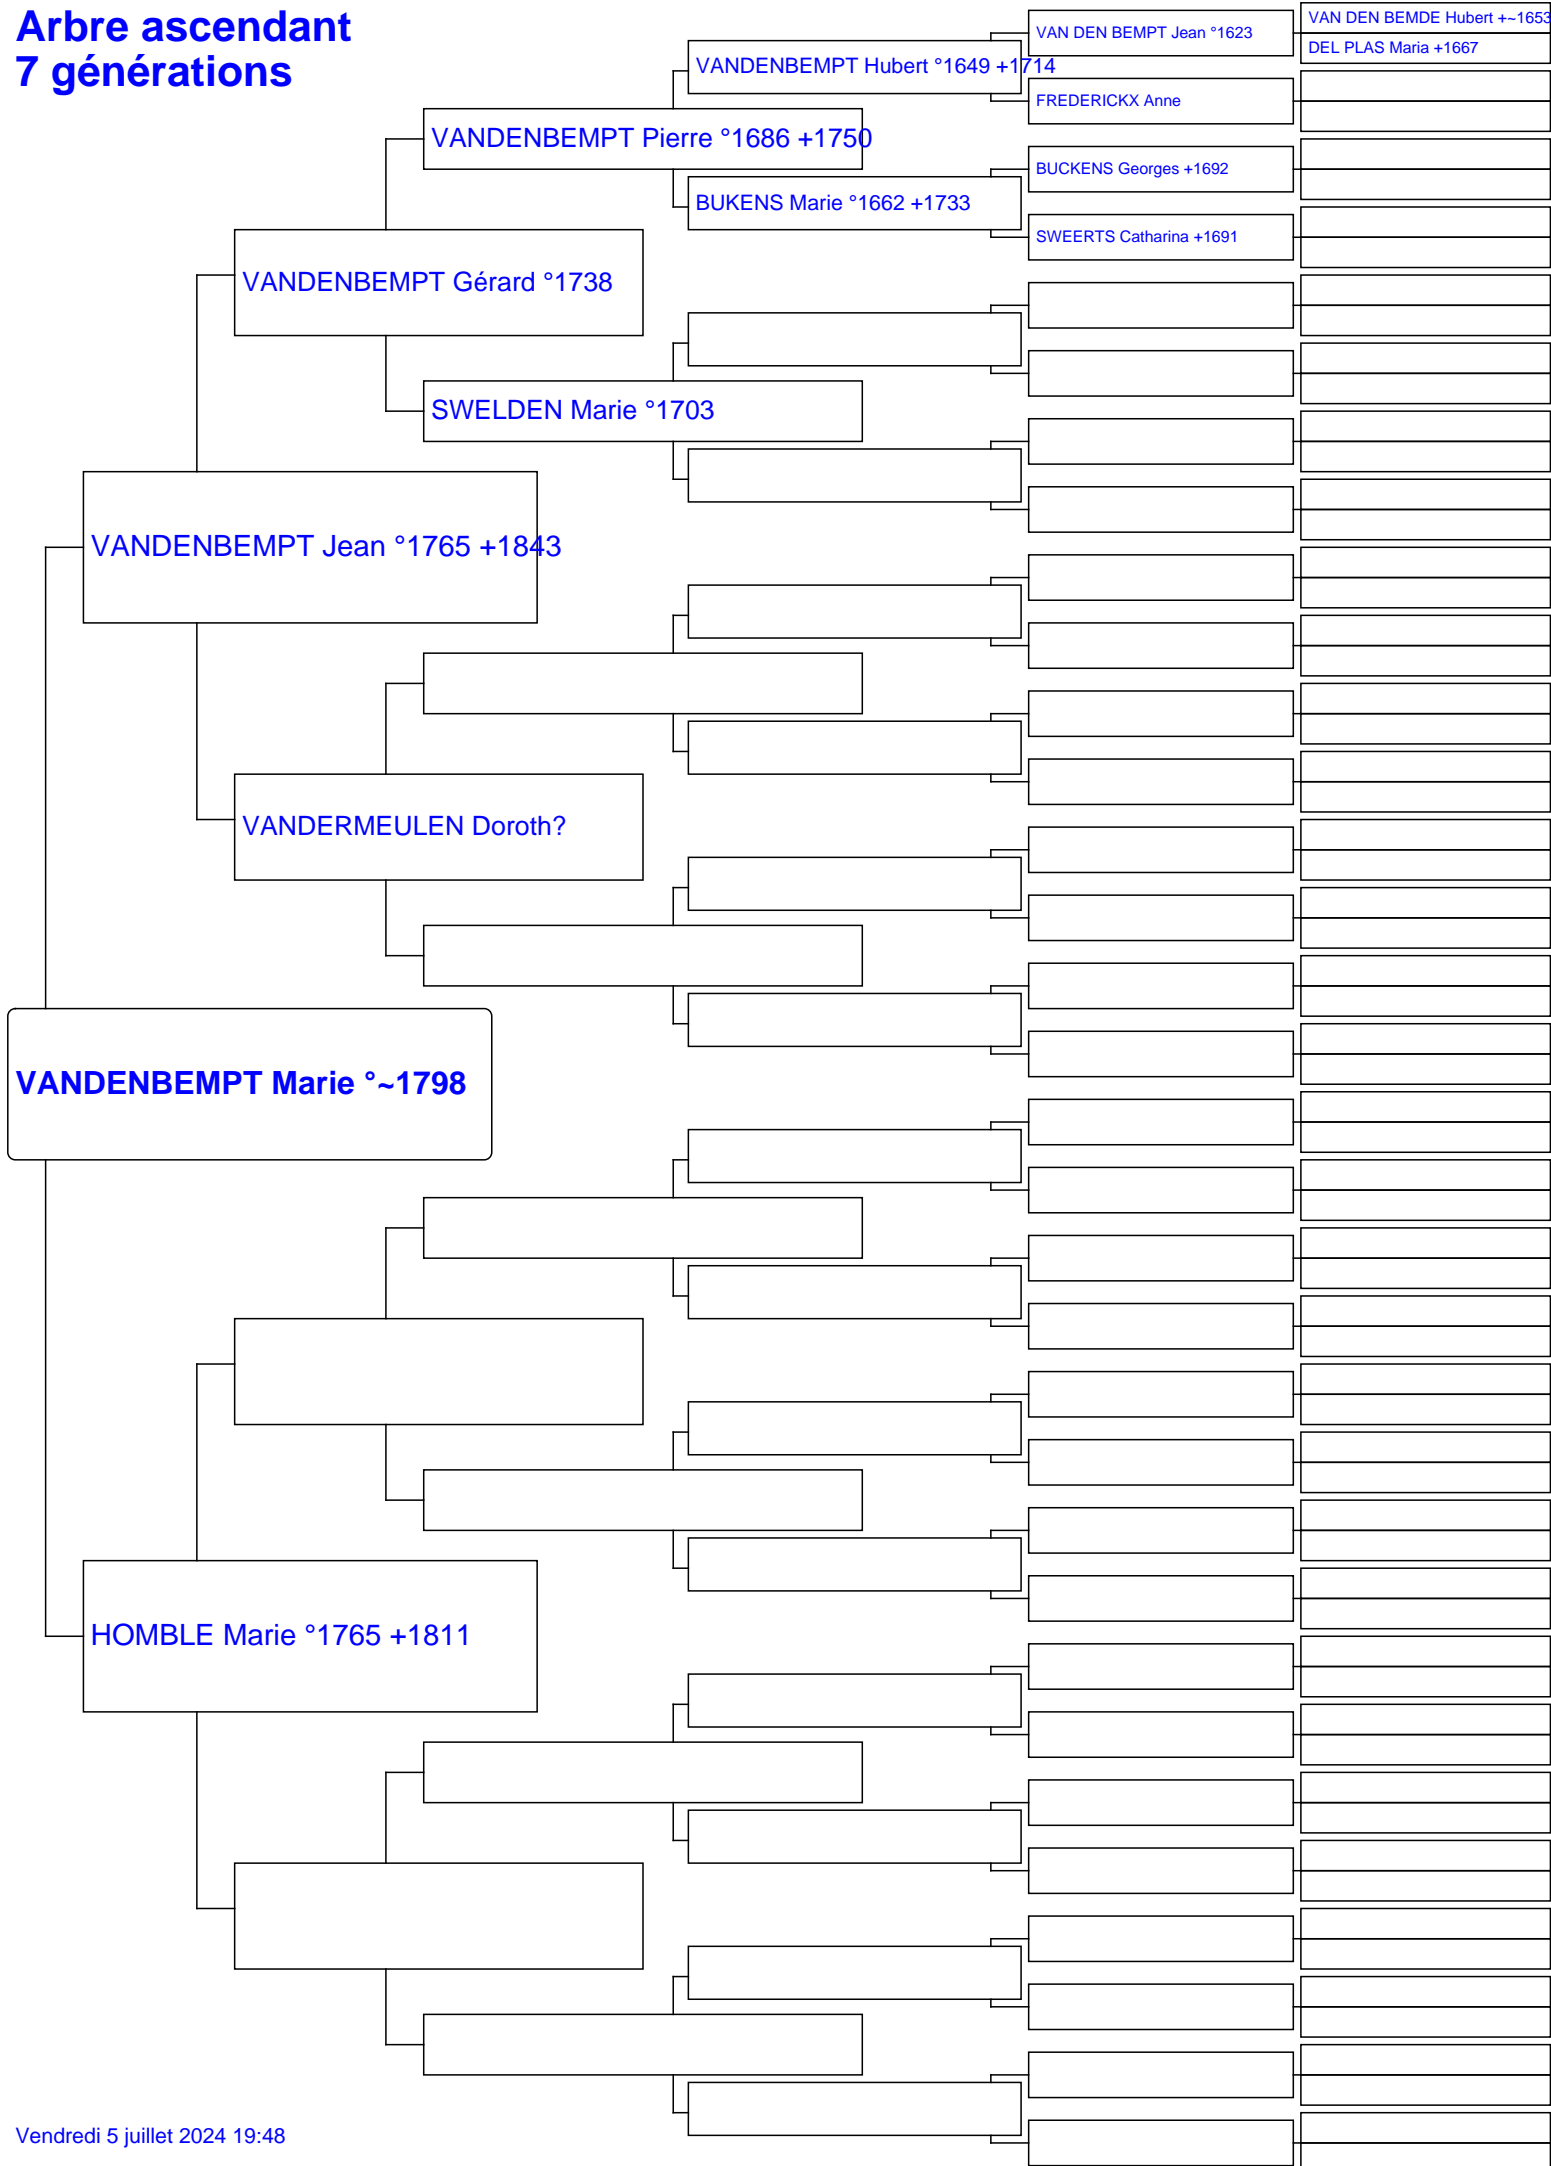 Arbre ascendant
7 générations
VAN DEN BEMDE Hubert +~1653
VAN DEN BEMPT Jean °1623
DEL PLAS Maria +1667
VANDENBEMPT Hubert °1649 +1714
FREDERICKX Anne
VANDENBEMPT Pierre °1686 +1750
BUCKENS Georges +1692
BUKENS Marie °1662 +1733
SWEERTS Catharina +1691
VANDENBEMPT Gérard °1738
SWELDEN Marie °1703
VANDENBEMPT Jean °1765 +1843
VANDERMEULEN Doroth?
VANDENBEMPT Marie °~1798
HOMBLE Marie °1765 +1811
Vendredi 5 juillet 2024 19:48